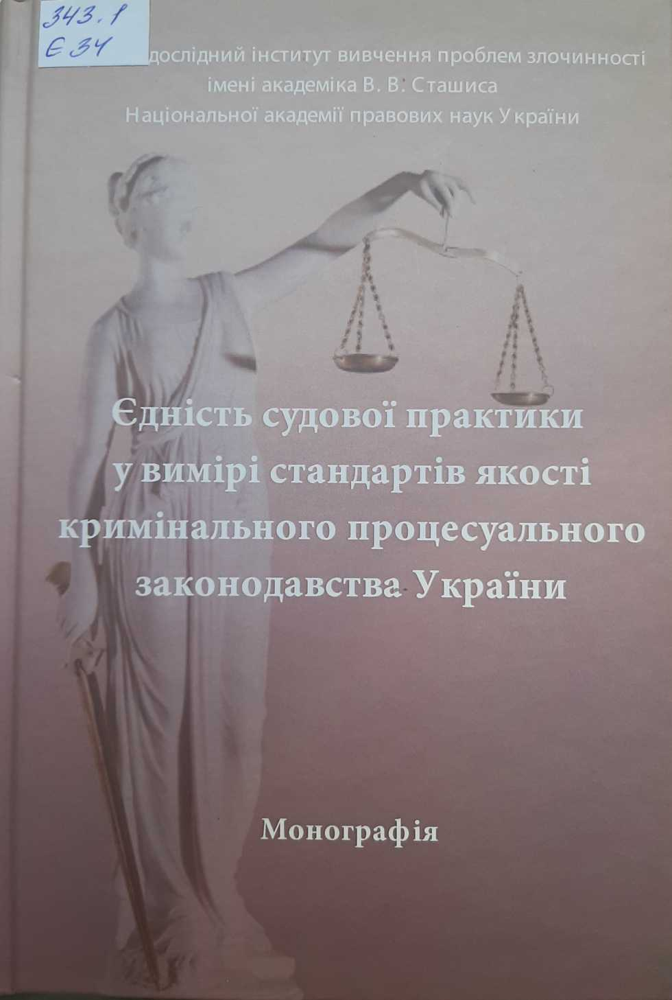 343.1
Є 34
дослідний інститут вивчення проблем злочинності
імені академіка В. В. Сташиса
Національної академії правових наук України
Єдність судової практики
у вимірі стандартів якості
кримінального процесуального
законодавства України
Монографія